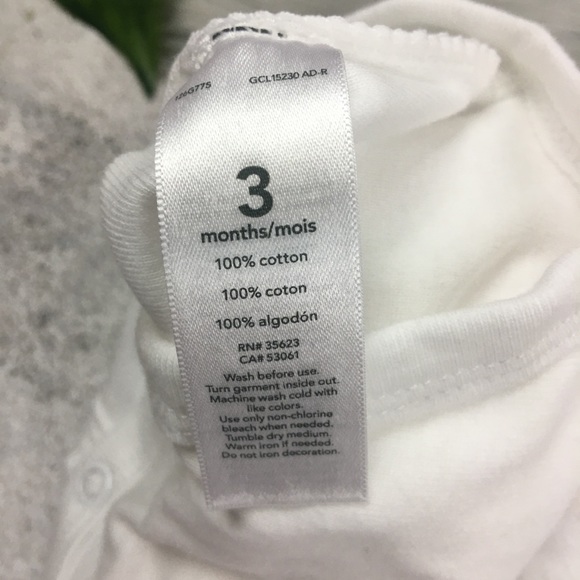 GCL15230 AD-R
3
months/mois
100% cotton
100% coton
100% algodón
RN# 35623
CA# 53061
Wash before use.
Turn garment inside out.
Machine wash cold with
like colors.
Use only non-chlorine
bleach when needed.
Tumble dry medium.
Warm iron if needed.
Do not iron decoration.